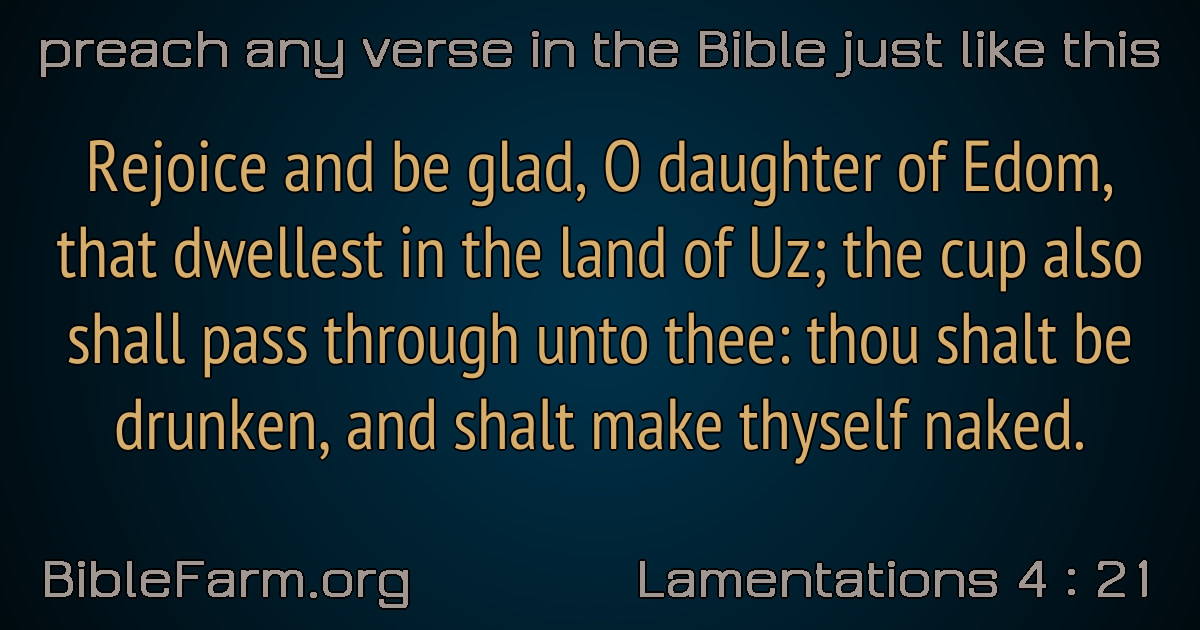 preach any verse in the Bible just like this
Rejoice and be glad, O daughter of Edom,
that dwellest in the land of Uz; the cup also
shall pass through unto thee: thou shalt be
drunken, and shalt make thyself naked.
BibleFarm.org
Lamentations 4 : 21